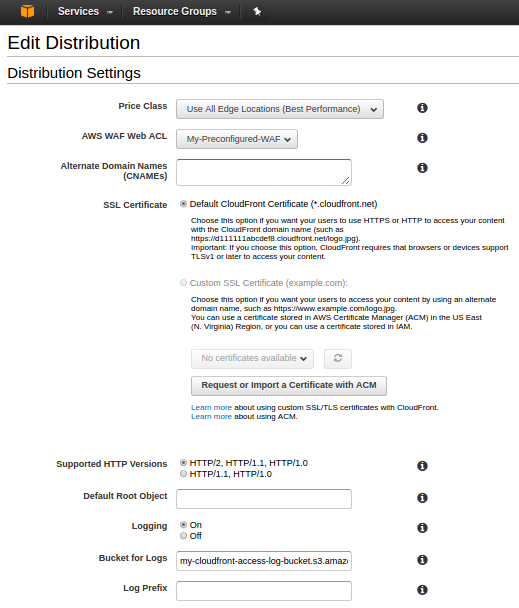 Services Resource Groups
Edit Distribution
Distribution Settings
Price Class Use All Edge Locations (Best Performance)
AWS WAF Web ACL My-Preconfigured-WAF
Alternate Domain Names
(CNAMEs)
SSL Certificate Default CloudFront Certificate (*.cloudfront.net)
Choose this option if you want your users to use HTTPS or HTTP to access your content
with the CloudFront domain name (such as
https://d111111abcdef8.cloudfront.net/logo.jpg).
Important: If you choose this option, CloudFront requires that browsers or devices support
TLSv1 or later to access your content.
Custom SSL Certificate (example.com):
Choose this option if you want your users to access your content by using an alternate
domain name, such as https://www.example.com/logo.jpg.
You can use a certificate stored in AWS Certificate Manager (ACM) in the US East
(N. Virginia) Region, or you can use a certificate stored in IAM.
No certificates available
Request or Import a Certificate with ACM
Learn more about using custom SSL/TLS certificates with CloudFront.
Learn more about using ACM.
Supported HTTP Versions HTTP/2, HTTP/1.1, HTTP/1.0
HTTP/1.1, HTTP/1.0
Default Root Object
Logging On
Off
Bucket for Logs my-cloudfront-access-log-bucket.s3.amaz
Log Prefix